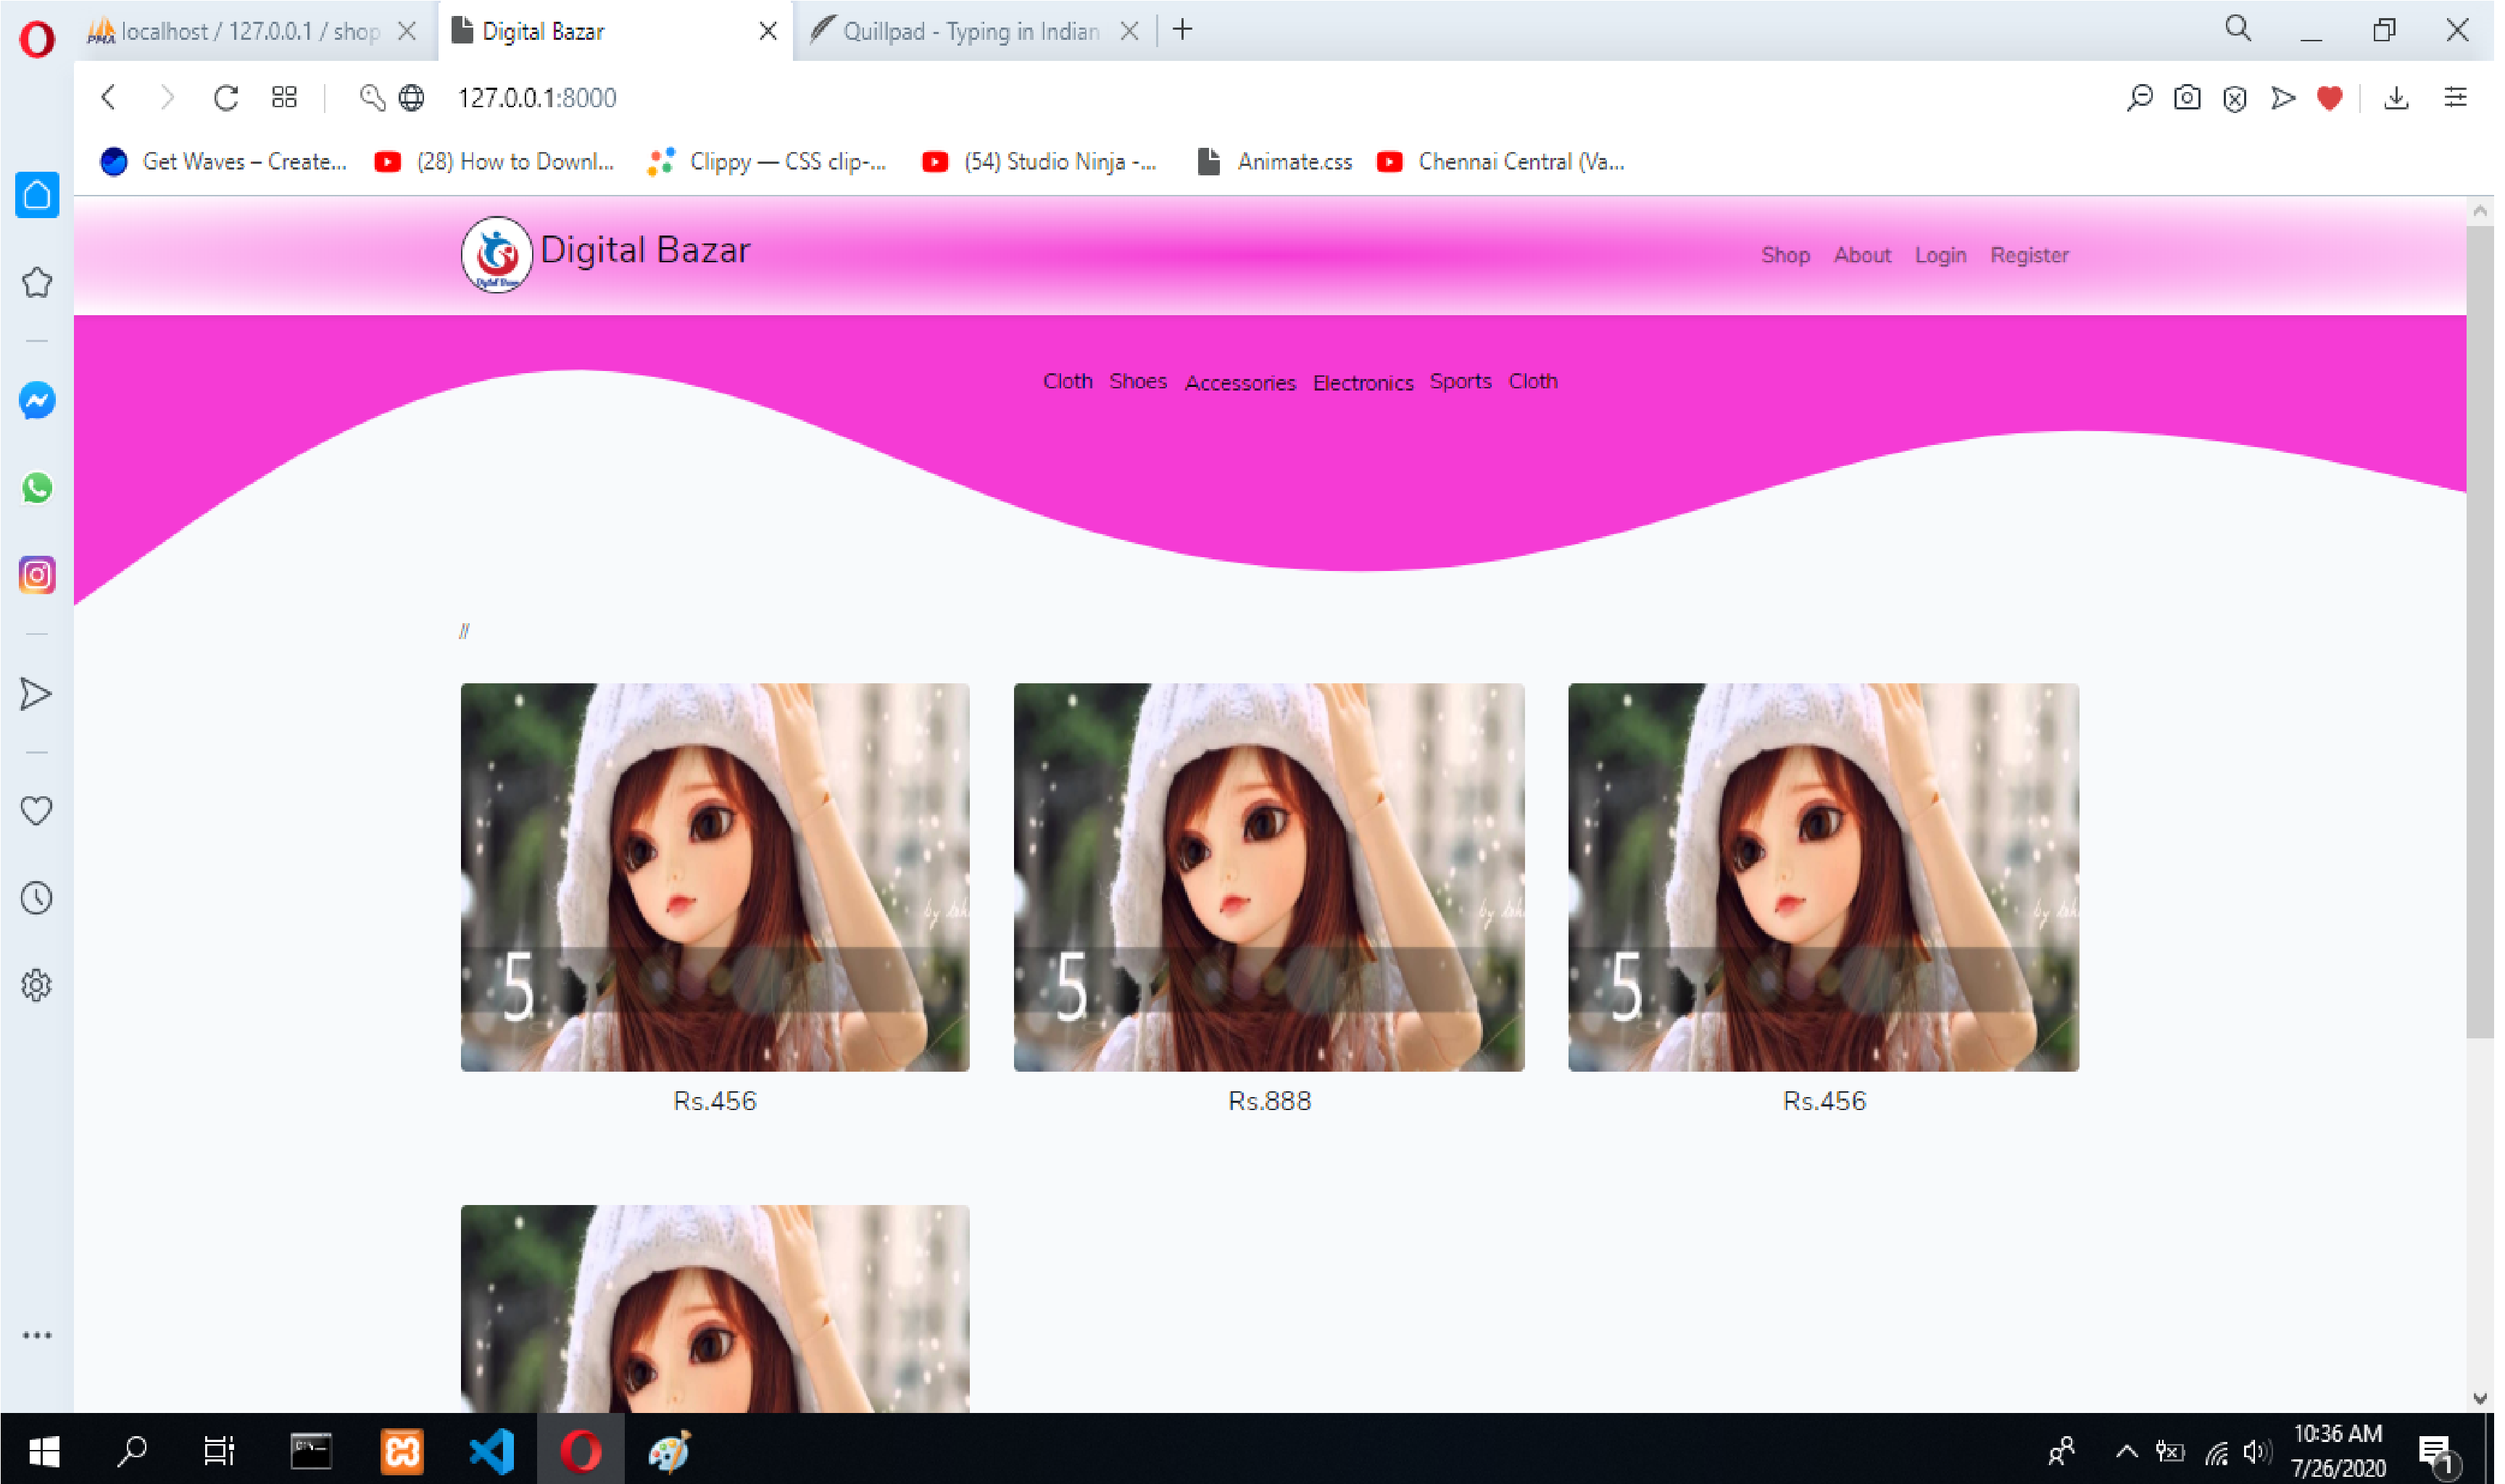 localhost / 127.0.0.1 / shop
Digital Bazar
Quillpad - Typing in Indian
127.0.0.1:8000
Get Waves – Create...
(28) How to Downl...
Clippy — CSS clip-...
(54) Studio Ninja -...
Animate.css
Chennai Central (Va...
Digital Bazar
Shop About Login Register
Cloth Shoes Accessories Electronics Sports Cloth
//
5
5
5
Rs.456
Rs.888
Rs.456
10:36 AM
7/26/2020
1